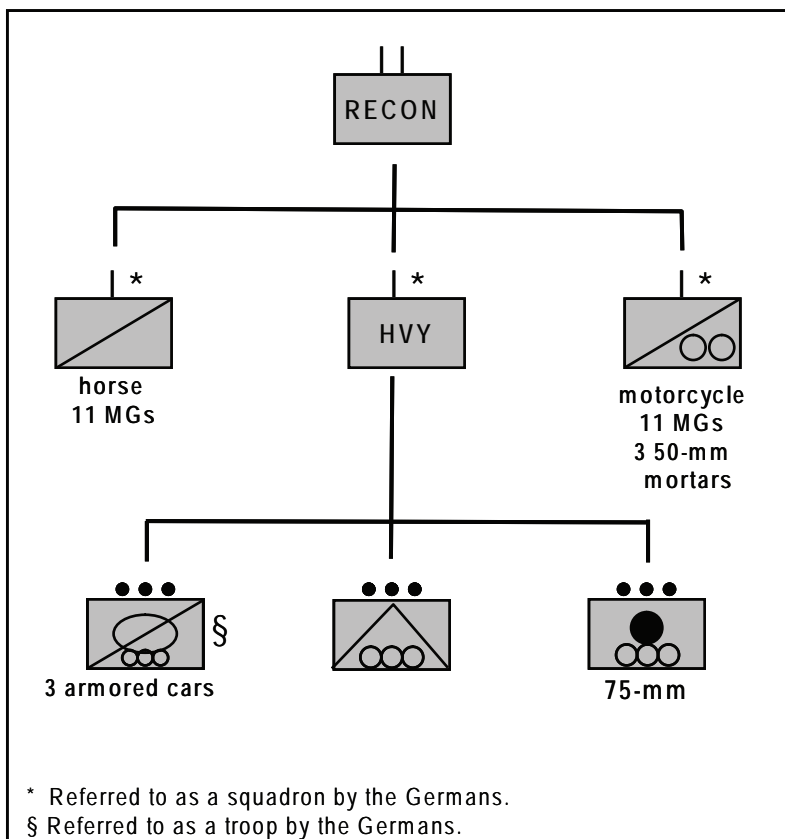 RECON
*
*
*
HVY
horse
11 MGs
motorcycle
11 MGs
3 50-mm
mortars
§
3 armored cars
75-mm
* Referred to as a squadron by the Germans.
§ Referred to as a troop by the Germans.